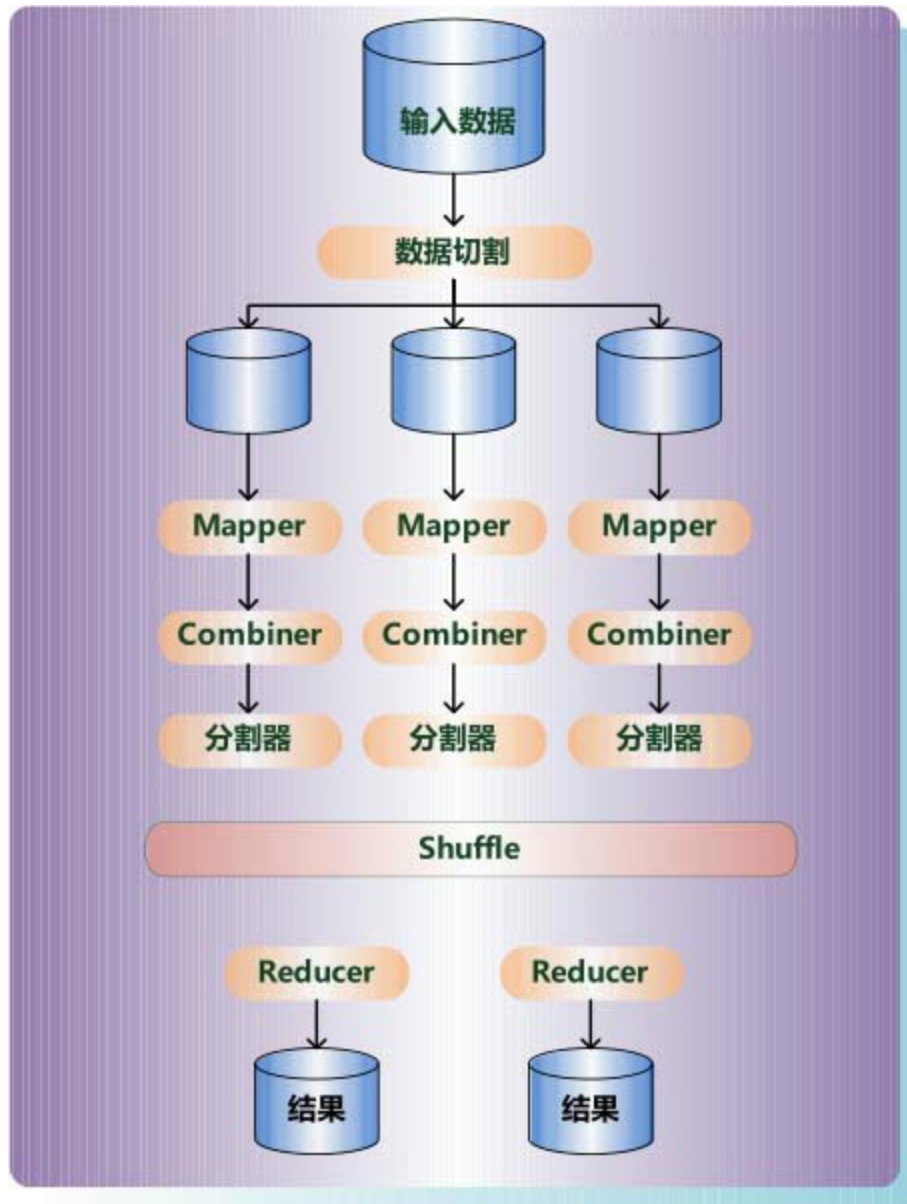 输入数据
数据切割
Mapper Mapper Mapper
Combiner Combiner Combiner
分割器 分割器 分割器
Shuffle
Reducer Reducer
结果 结果